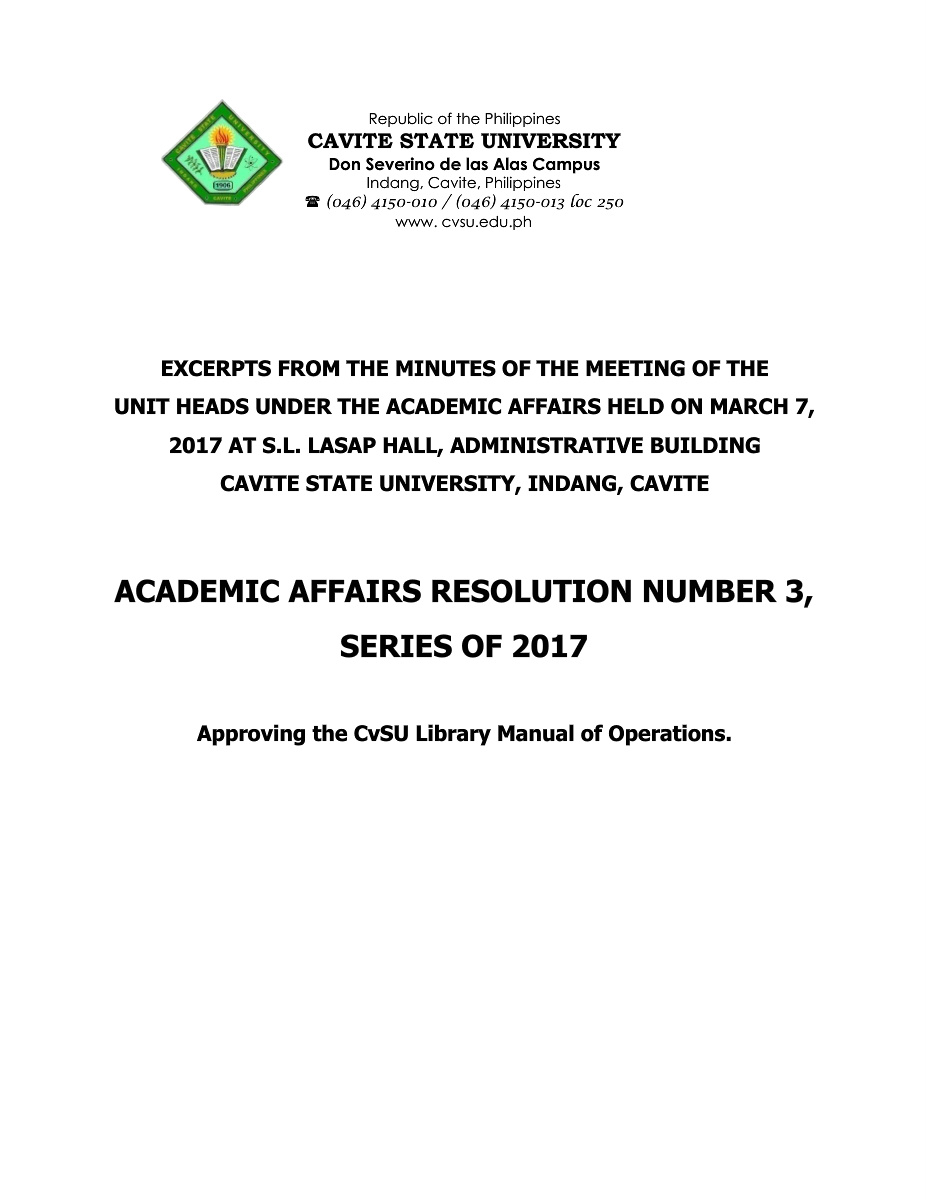 CAVITE STATE UNIVERSITY
INDANG
PHILIPPINES
CAVITE
1906
Republic of the Philippines
CAVITE STATE UNIVERSITY
Don Severino de las Alas Campus
Indang, Cavite, Philippines
☎ (046) 4150-010 / (046) 4150-013 loc 250
www. cvsu.edu.ph
EXCERPTS FROM THE MINUTES OF THE MEETING OF THE
UNIT HEADS UNDER THE ACADEMIC AFFAIRS HELD ON MARCH 7,
2017 AT S.L. LASAP HALL, ADMINISTRATIVE BUILDING
CAVITE STATE UNIVERSITY, INDANG, CAVITE
ACADEMIC AFFAIRS RESOLUTION NUMBER 3,
SERIES OF 2017
Approving the CvSU Library Manual of Operations.